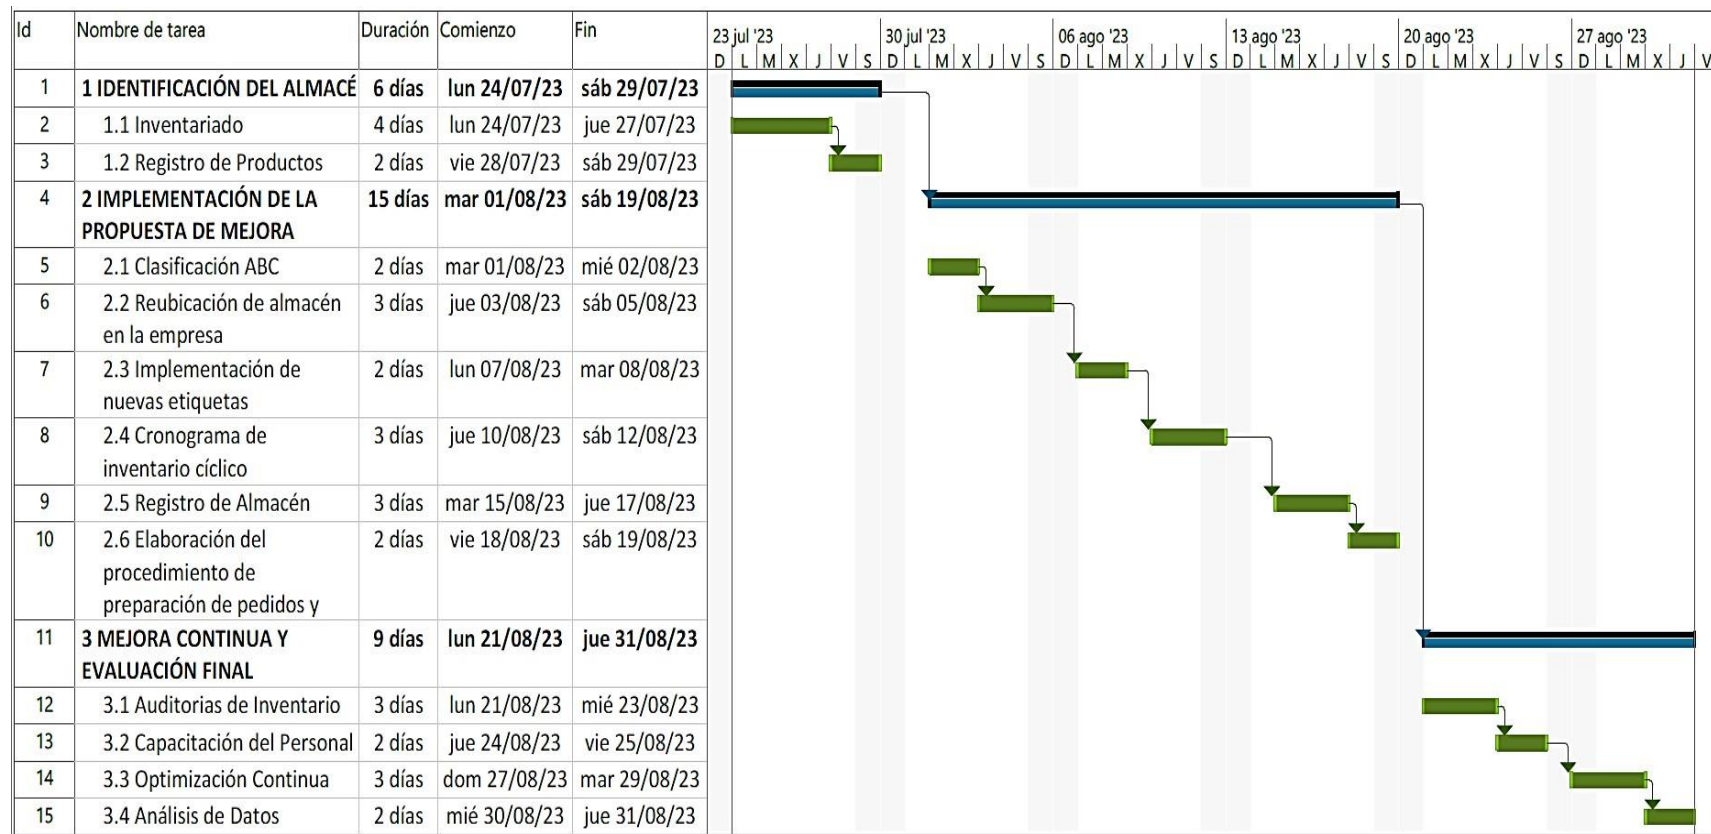 Id Nombre de tarea Duración Comienzo Fin
23 jul '23 30 jul '23 06 ago '23 13 ago '23 20 ago '23 27 ago '23
D L M X J V S D L M X J V S D L M X J V S D L M X J V S D L M X J V S D L M X J V
1 1 IDENTIFICACIÓN DEL ALMACÉ 6 días lun 24/07/23 sáb 29/07/23
2 1.1 Inventariado 4 días lun 24/07/23 jue 27/07/23
3 1.2 Registro de Productos 2 días vie 28/07/23 sáb 29/07/23
4 2 IMPLEMENTACIÓN DE LA 15 días mar 01/08/23 sáb 19/08/23
PROPUESTA DE MEJORA
5 2.1 Clasificación ABC 2 días mar 01/08/23 mié 02/08/23
6 2.2 Reubicación de almacén 3 días jue 03/08/23 sáb 05/08/23
en la empresa
7 2.3 Implementación de 2 días lun 07/08/23 mar 08/08/23
nuevas etiquetas
8 2.4 Cronograma de 3 días jue 10/08/23 sáb 12/08/23
inventario cíclico
9 2.5 Registro de Almacén 3 días mar 15/08/23 jue 17/08/23
10 2.6 Elaboración del 2 días vie 18/08/23 sáb 19/08/23
procedimiento de
preparación de pedidos y
11 3 MEJORA CONTINUA Y 9 días lun 21/08/23 jue 31/08/23
EVALUACIÓN FINAL
12 3.1 Auditorias de Inventario 3 días lun 21/08/23 mié 23/08/23
13 3.2 Capacitación del Personal 2 días jue 24/08/23 vie 25/08/23
14 3.3 Optimización Continua 3 días dom 27/08/23 mar 29/08/23
15 3.4 Análisis de Datos 2 días mié 30/08/23 jue 31/08/23